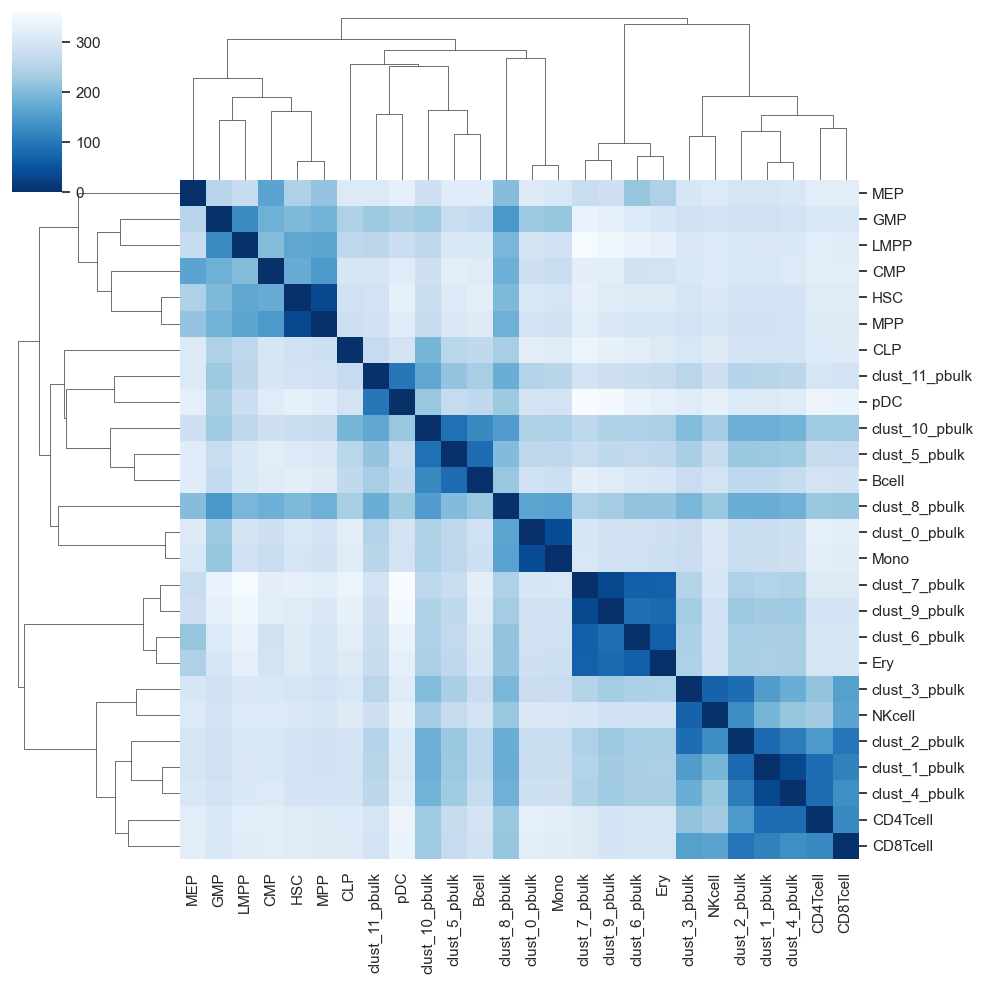 300
200
100
0
MEP
GMP
LMPP
CMP
HSC
MPP
CLP
clust_11_pbulk
pDC
clust_10_pbulk
clust_5_pbulk
Bcell
clust_8_pbulk
clust_0_pbulk
Mono
clust_7_pbulk
clust_9_pbulk
clust_6_pbulk
Ery
clust_3_pbulk
NKcell
clust_2_pbulk
clust_1_pbulk
clust_4_pbulk
CD4Tcell
CD8Tcell
MEP
GMP
LMPP
CMP
HSC
MPP
CLP
clust_11_pbulk
pDC
clust_10_pbulk
clust_5_pbulk
Bcell
clust_8_pbulk
clust_0_pbulk
Mono
clust_7_pbulk
clust_9_pbulk
clust_6_pbulk
Ery
clust_3_pbulk
NKcell
clust_2_pbulk
clust_1_pbulk
clust_4_pbulk
CD4Tcell
CD8Tcell